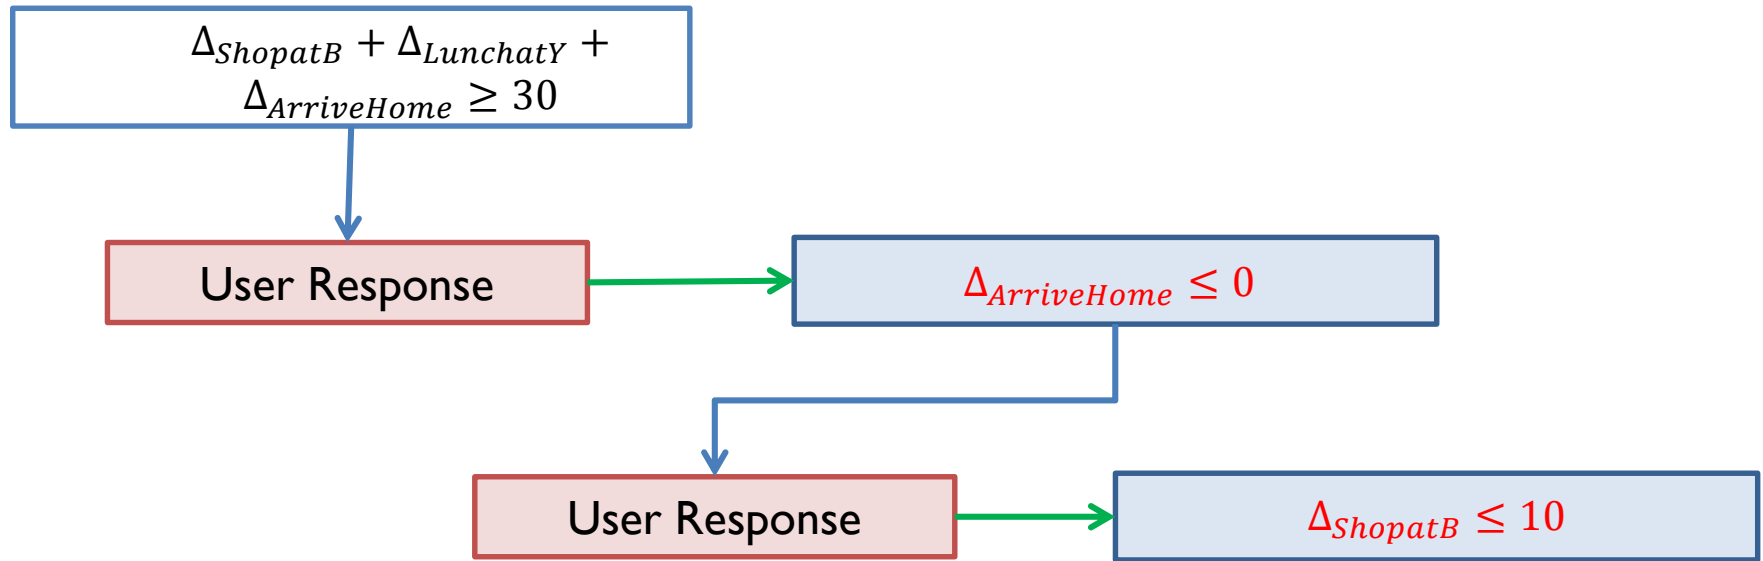 Δ_ShopatB + Δ_LunchatY +
Δ_ArriveHome ≥ 30
User Response
Δ_ArriveHome ≤ 0
User Response
Δ_ShopatB ≤ 10